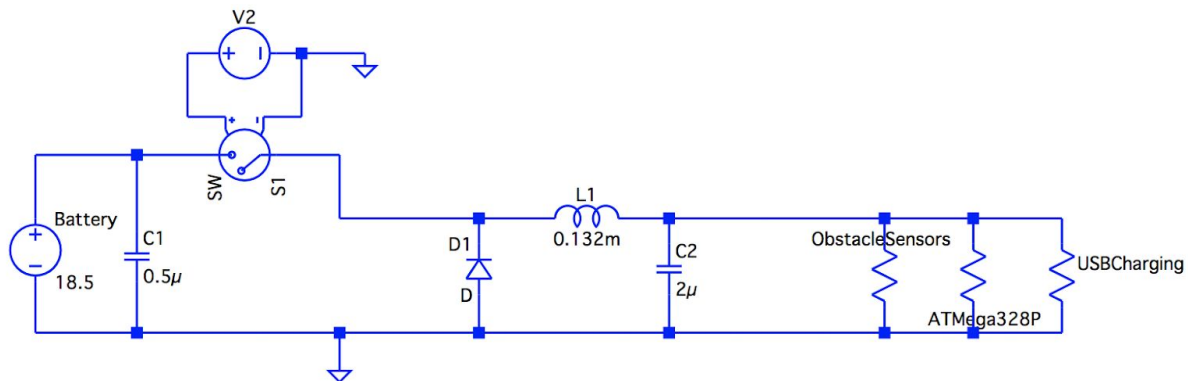 V2
SW
S1
Battery
18.5
C1
0.5µ
D1
D
L1
0.132m
C2
2µ
ObstacleSensors
ATMega328P
USBCharging